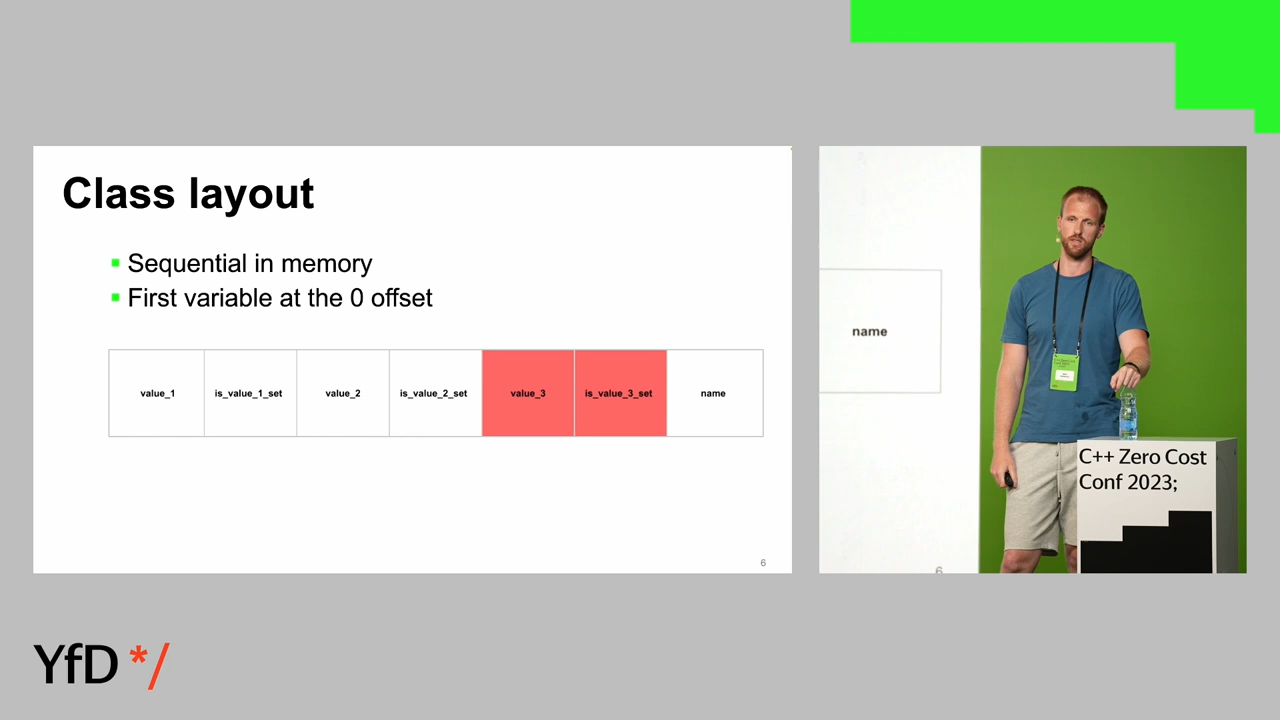 Class layout
Sequential in memory
First variable at the 0 offset
value_1 is_value_1_set value_2 is_value_2_set value_3 is_value_3_set name
6
name
6
C++ Zero Cost
Conf 2023;
YfD */